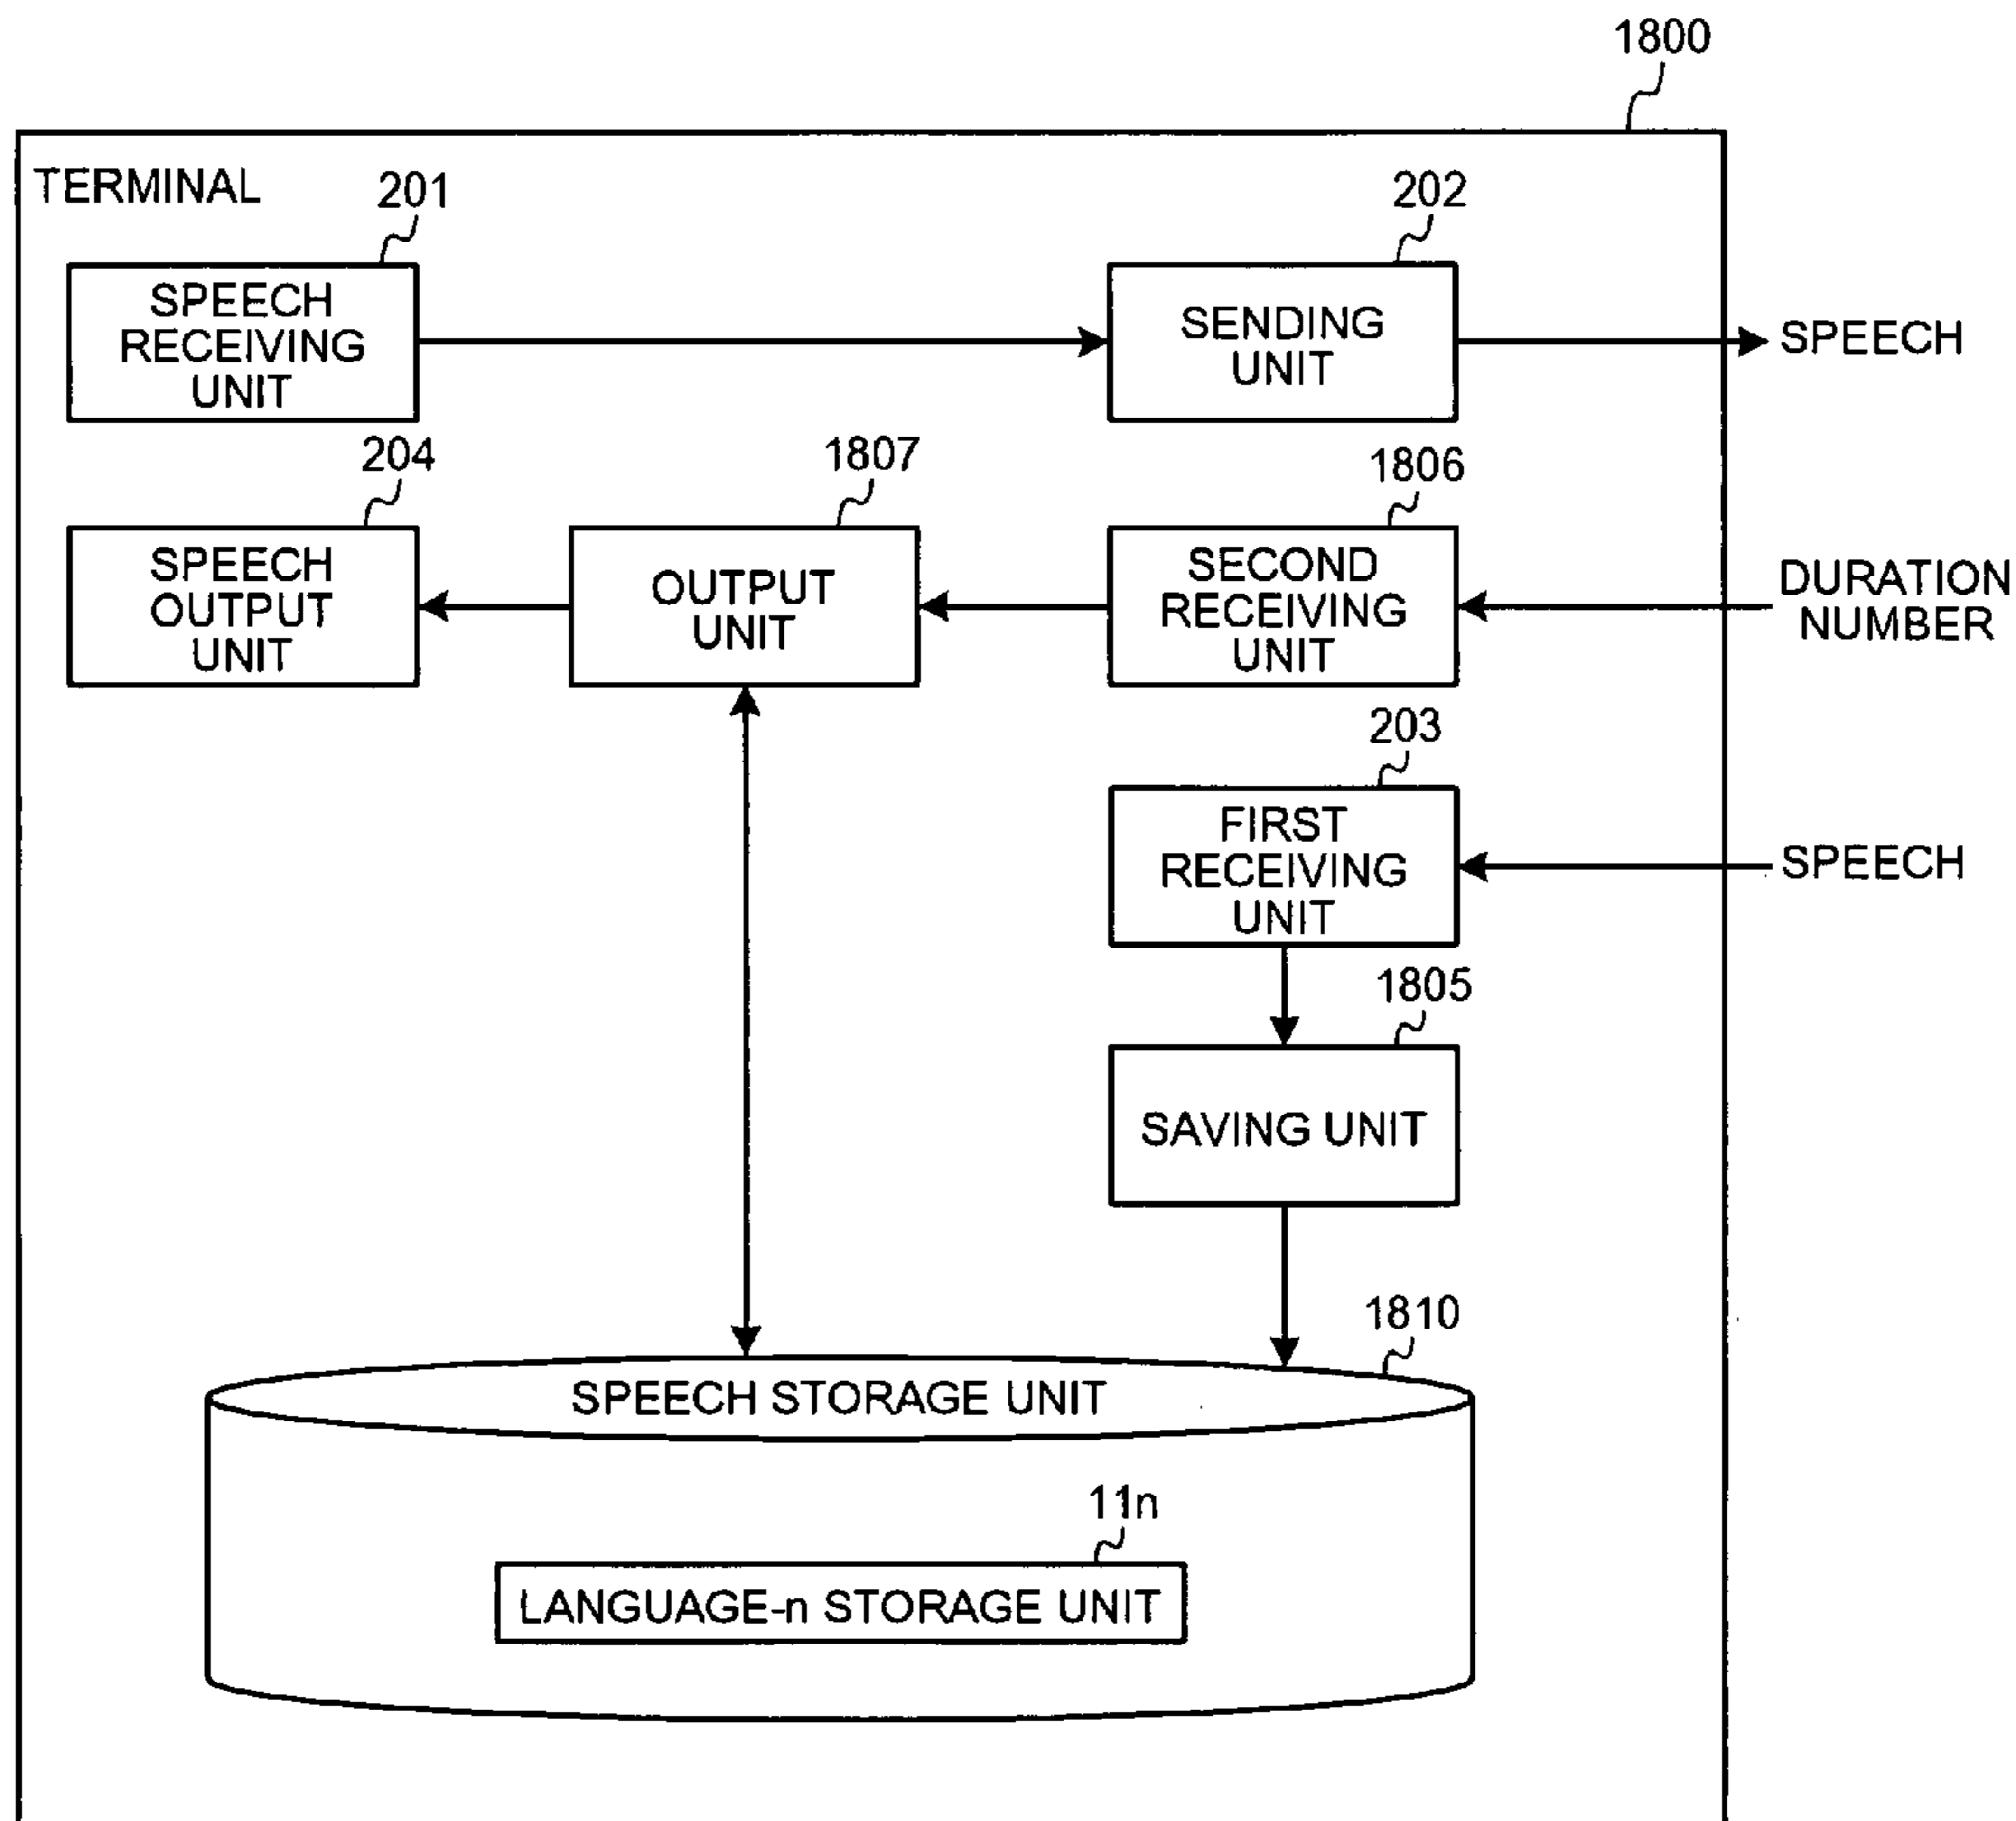 1800
TERMINAL
201
202
SPEECH
RECEIVING
UNIT
SENDING
UNIT
SPEECH
204
1807
1806
SPEECH
OUTPUT
UNIT
OUTPUT
UNIT
SECOND
RECEIVING
UNIT
DURATION
NUMBER
203
FIRST
RECEIVING
UNIT
SPEECH
1805
SAVING UNIT
1810
SPEECH STORAGE UNIT
11n
LANGUAGE-n STORAGE UNIT